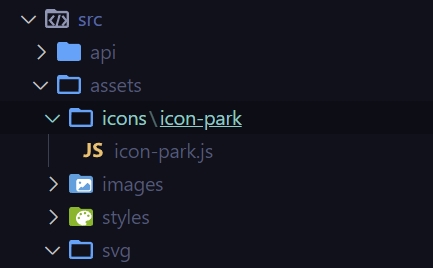 src
api
assets
icons\icon-park
JS icon-park.js
images
styles
svg